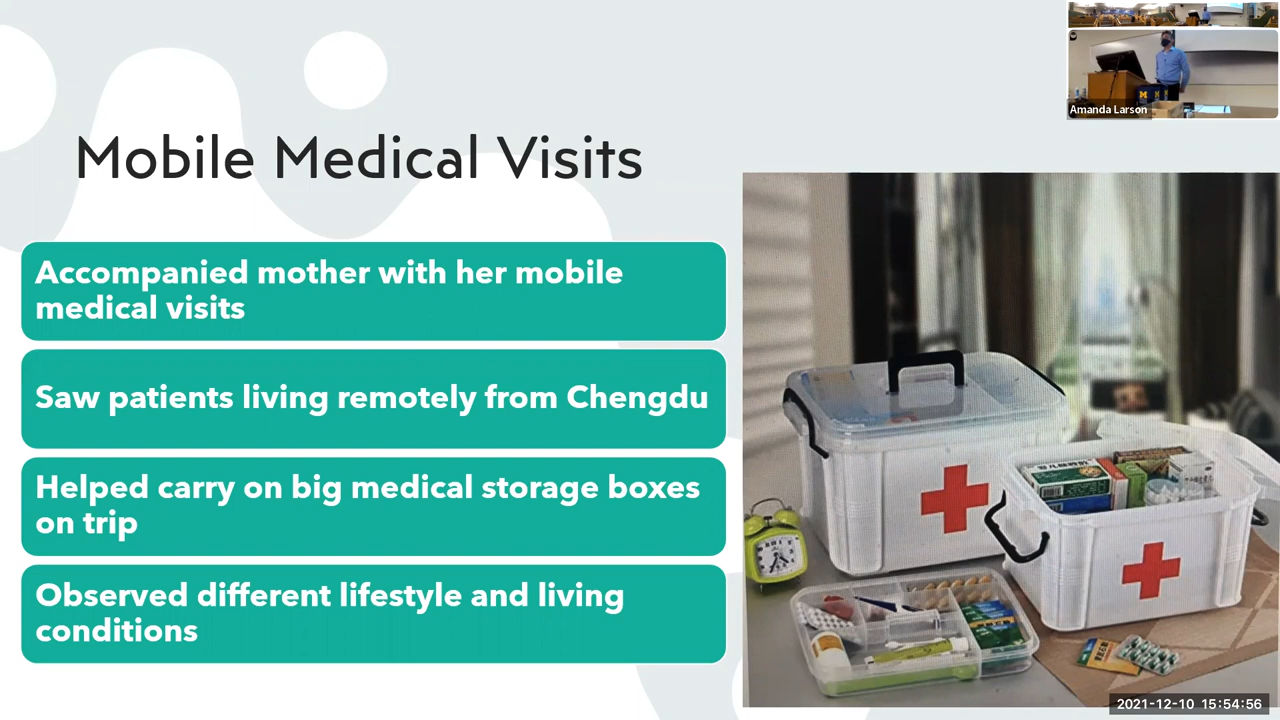 Amanda Larson
Mobile Medical Visits
Accompanied mother with her mobile
medical visits
Saw patients living remotely from Chengdu
Helped carry on big medical storage boxes
on trip
Observed different lifestyle and living
conditions
2021-12-10 15:54:56